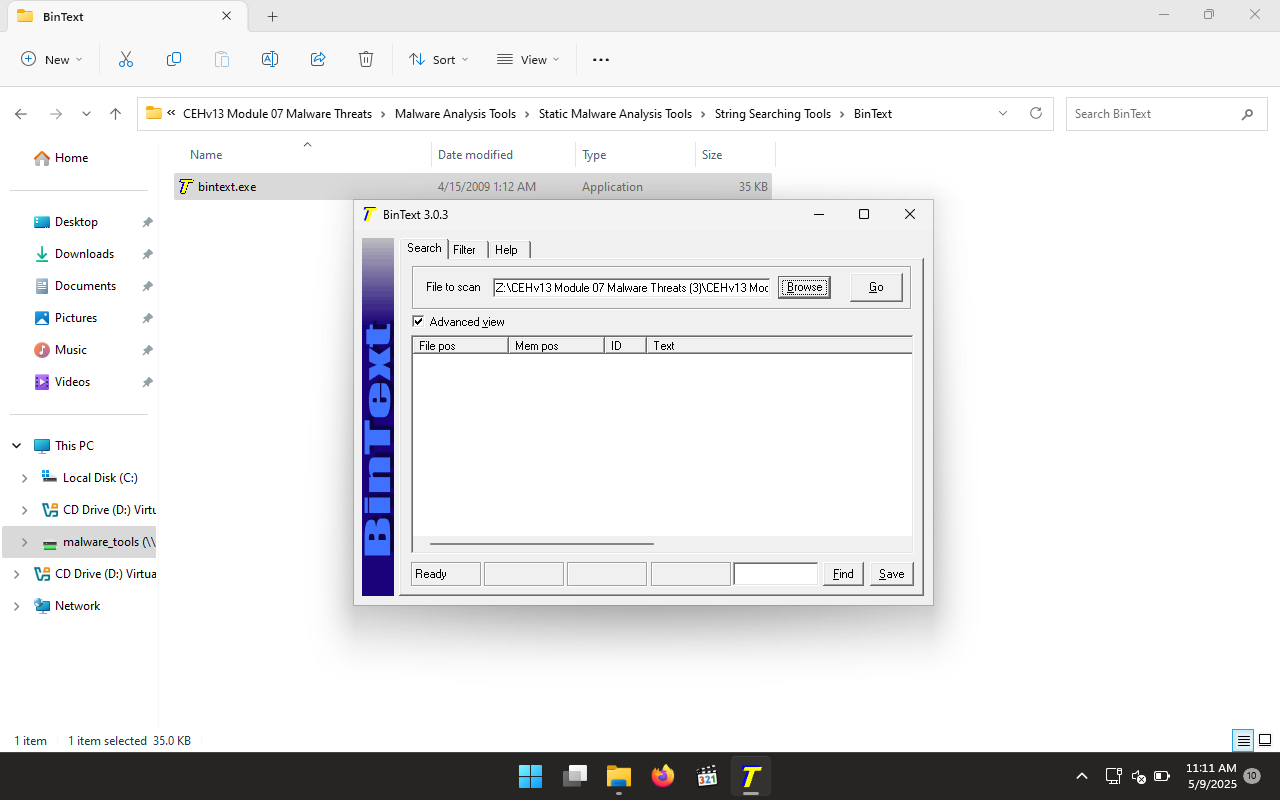 BinText
New
Sort
View
«
CEHv13 Module 07 Malware Threats > Malware Analysis Tools > Static Malware Analysis Tools > String Searching Tools > BinText
Search BinText
Home
Desktop
Downloads
Documents
Pictures
Music
Videos
This PC
Local Disk (C:)
CD Drive (D:) Virtu
malware_tools (\\
CD Drive (D:) Virtua
Network
Name
Date modified
Type
Size
bintext.exe
4/15/2009 1:12 AM
Application
35 KB
BinText 3.0.3
BinText
Search
Filter
Help
File to scan
Z:\CEHv13 Module 07 Malware Threats (3)\CEHv13 Moc
Browse
Go
Advanced view
File pos
Mem pos
ID
Text
Ready
Find
Save
1 item
1 item selected 35.0 KB
321
11:11 AM
5/9/2025
10